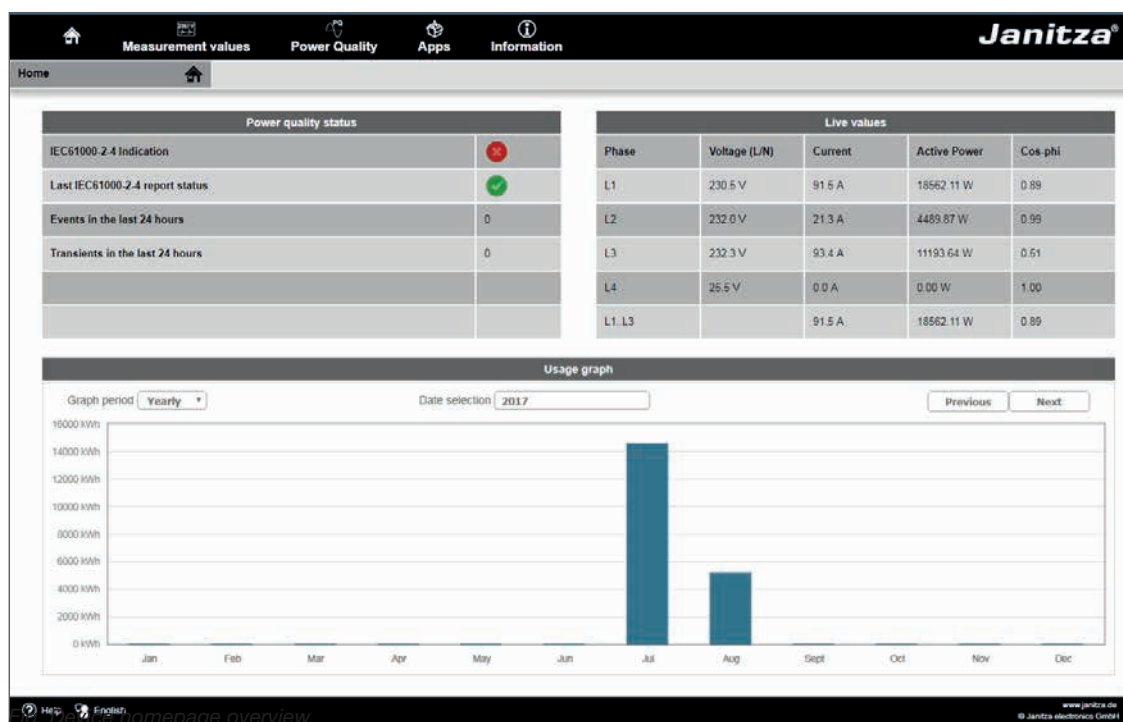 Janitza®
Measurement values Power Quality Apps Information
Home
Power quality status
IEC61000-2-4 Indication
Last IEC61000-2-4 report status
Events in the last 24 hours 0
Transients in the last 24 hours 0
Live values
Phase Voltage (L/N) Current Active Power Cos-phi
L1 230.5 V 91.5 A 18562.11 W 0.89
L2 232.0 V 21.3 A 4489.87 W 0.99
L3 232.3 V 93.4 A 11193.64 W 0.51
L4 25.5 V 0.0 A 0.00 W 1.00
L1..L3 91.5 A 18562.11 W 0.89
Usage graph
Graph period Yearly Date selection 2017 Previous Next
16000 kWh
14000 kWh
12000 kWh
10000 kWh
8000 kWh
6000 kWh
4000 kWh
2000 kWh
0 kWh
Jan Feb Mar Apr May Jun Jul Aug Sept Oct Nov Dec
Help English
Fig. Device homepage overview
www.janitza.de
© Janitza electronics GmbH